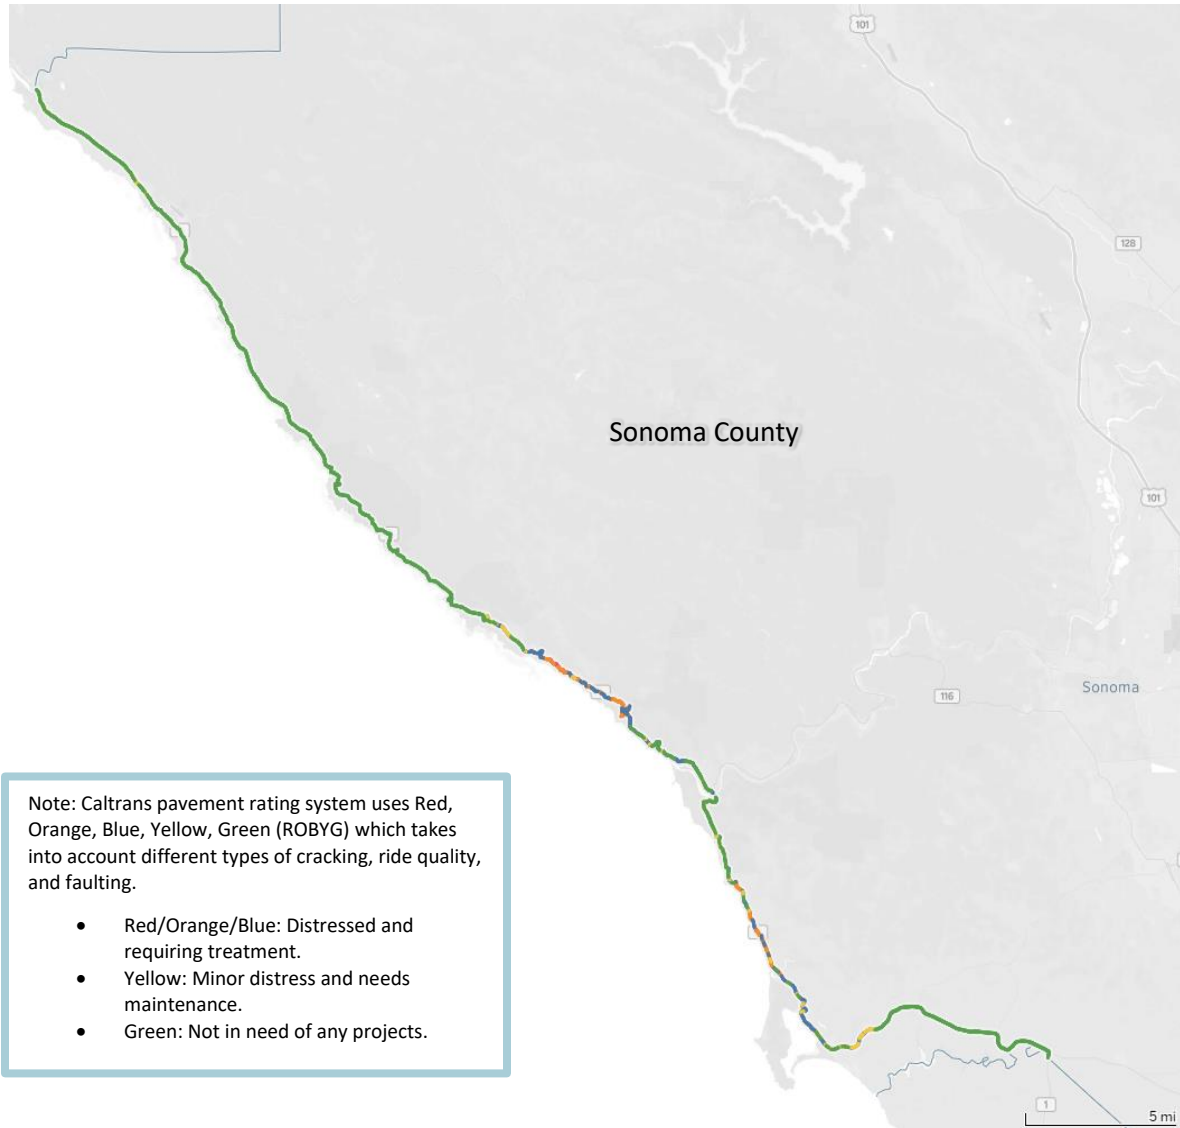 101
128
Sonoma County
101
Sonoma
116
Note: Caltrans pavement rating system uses Red,
Orange, Blue, Yellow, Green (ROBYG) which takes
into account different types of cracking, ride quality,
and faulting.
• Red/Orange/Blue: Distressed and
requiring treatment.
• Yellow: Minor distress and needs
maintenance.
• Green: Not in need of any projects.
1
5 mi